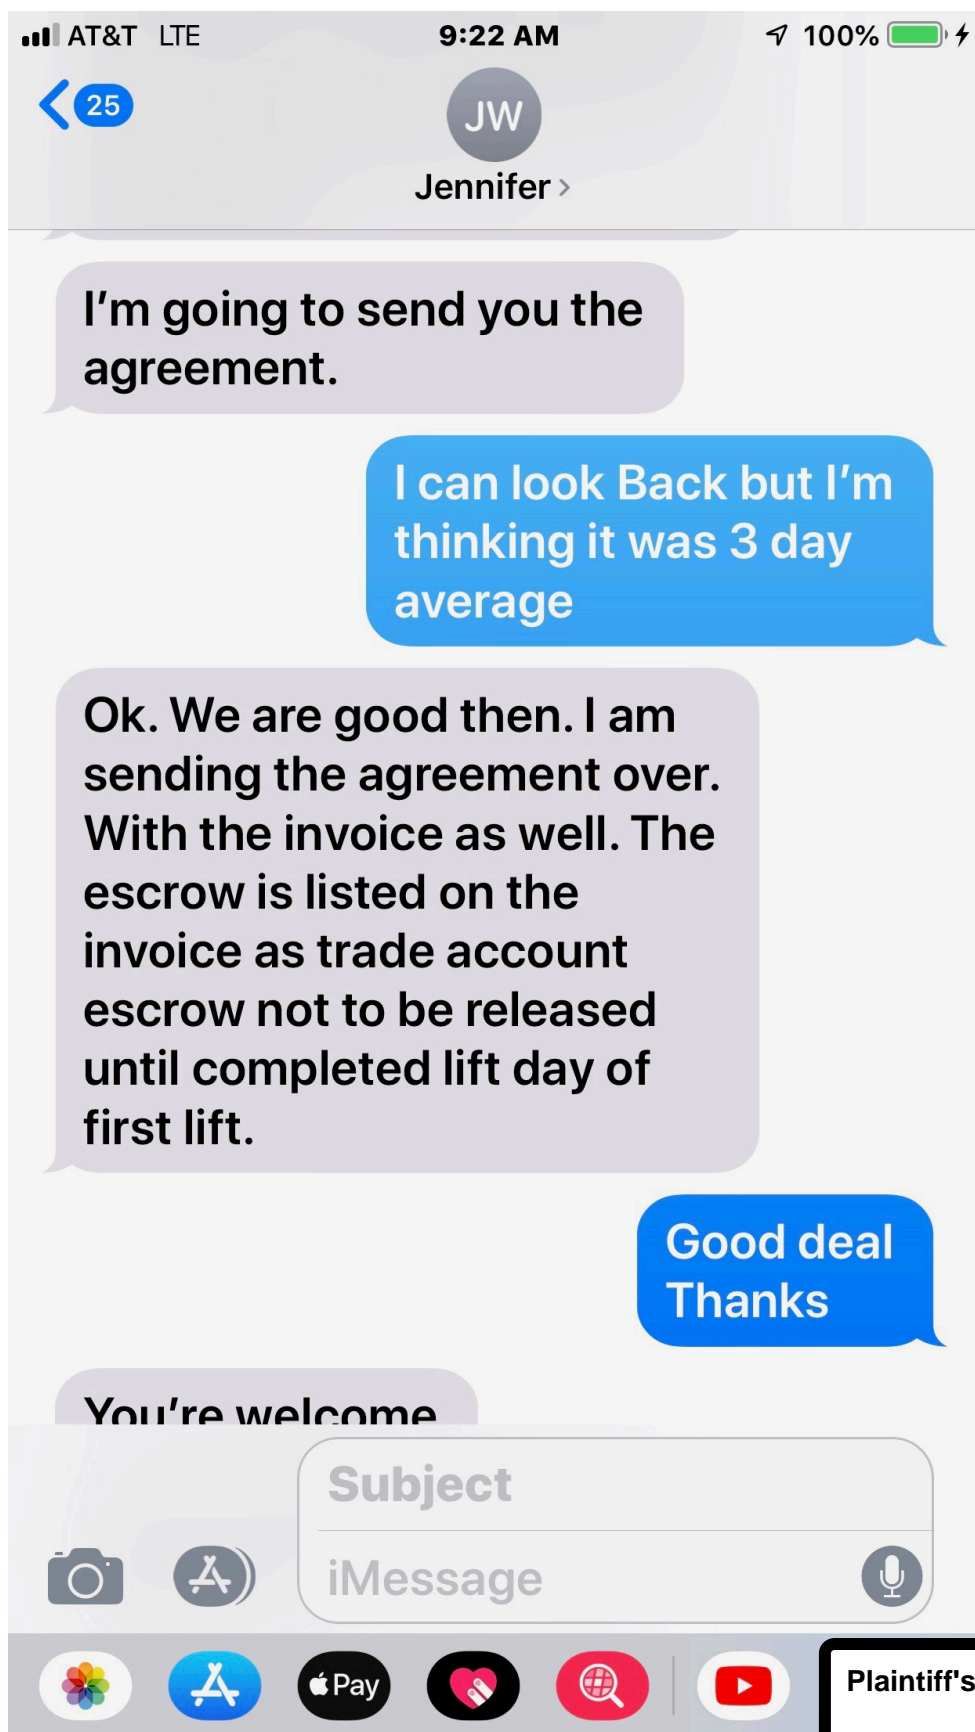 AT&T LTE 9:22 AM 100%
25
JW
Jennifer
I'm going to send you the
agreement.
I can look Back but I'm
thinking it was 3 day
average
Ok. We are good then. I am
sending the agreement over.
With the invoice as well. The
escrow is listed on the
invoice as trade account
escrow not to be released
until completed lift day of
first lift.
Good deal
Thanks
You're welcome
Subject
iMessage
Pay
Plaintiff's